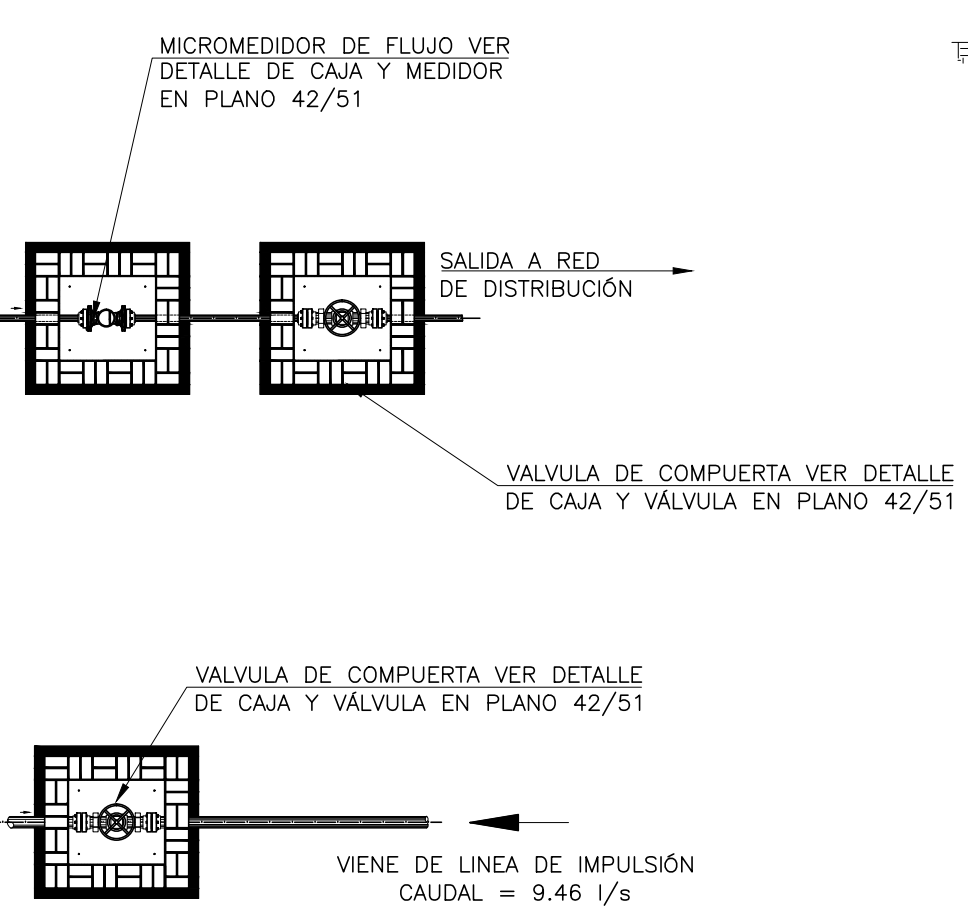 MICROMEDIDOR DE FLUJO VER
DETALLE DE CAJA Y MEDIDOR
EN PLANO 42/51
SALIDA A RED
DE DISTRIBUCIÓN
VALVULA DE COMPUERTA VER DETALLE
DE CAJA Y VÁLVULA EN PLANO 42/51
VALVULA DE COMPUERTA VER DETALLE
DE CAJA Y VÁLVULA EN PLANO 42/51
VIENE DE LINEA DE IMPULSIÓN
CAUDAL = 9.46 l/s